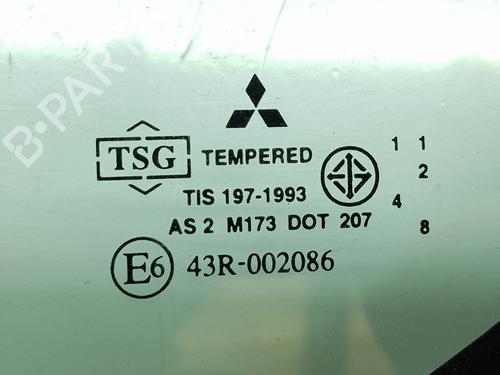 B-PARTS
TSG TEMPERED
TIS 197-1993
AS 2 M173 DOT 207
E6 43R-002086
1 1
2
4
8